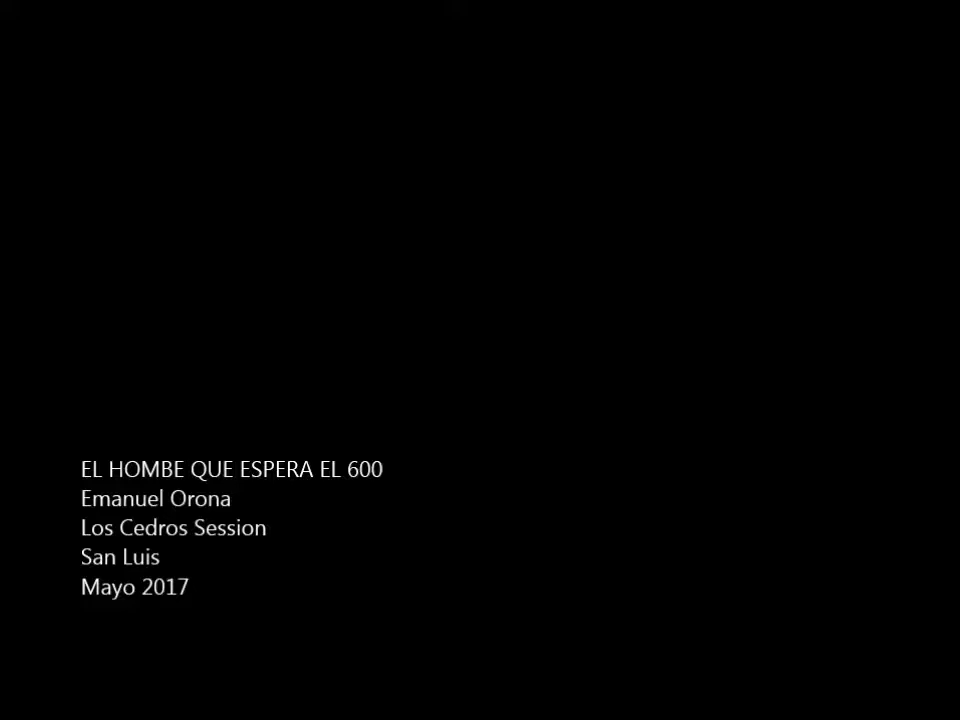 EL HOMBE QUE ESPERA EL 600
Emanuel Orona
Los Cedros Session
San Luis
Mayo 2017